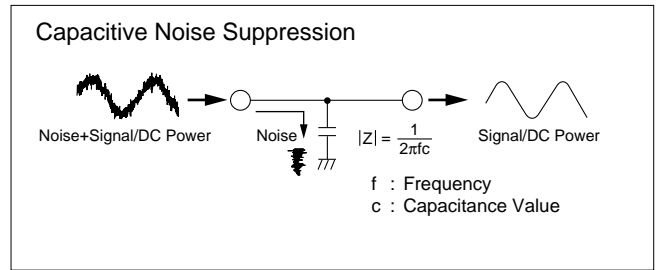 Capacitive Noise Suppression
Noise+Signal/DC Power
Noise
|Z| = 1 / 2πfc
Signal/DC Power
f : Frequency
c : Capacitance Value